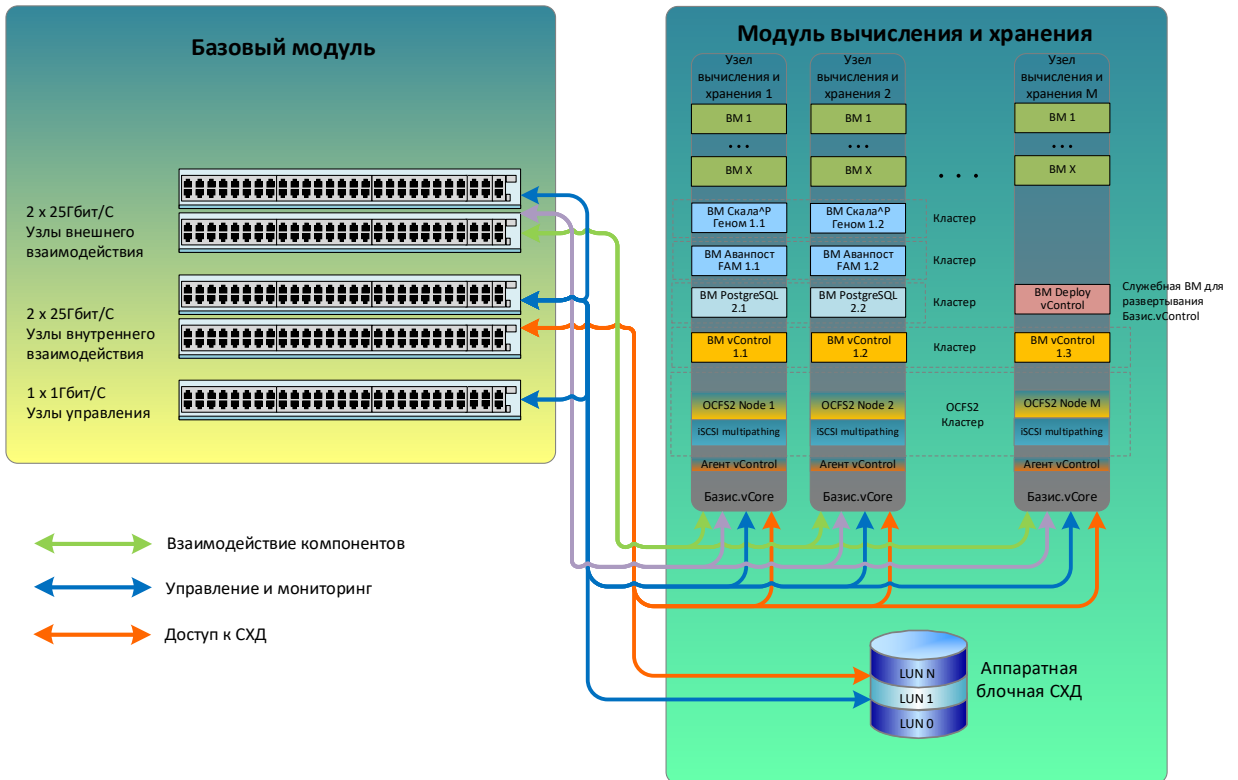 Базовый модуль
2 x 25Гбит/С
Узлы внешнего
взаимодействия
2 x 25Гбит/С
Узлы внутреннего
взаимодействия
1 x 1Гбит/С
Узлы управления
Взаимодействие компонентов
Управление и мониторинг
Доступ к СХД
Модуль вычисления и хранения
Узел
вычисления и
хранения 1
ВМ 1
...
ВМ X
ВМ Скала^Р
Геном 1.1
ВМ Аванпост
FAM 1.1
ВМ PostgreSQL
2.1
ВМ vControl
1.1
OCFS2 Node 1
iSCSI multipathing
Агент vControl
Базис.vCore
Узел
вычисления и
хранения 2
ВМ 1
...
ВМ X
ВМ Скала^Р
Геном 1.2
ВМ Аванпост
FAM 1.2
ВМ PostgreSQL
2.2
ВМ vControl
1.2
OCFS2 Node 2
iSCSI multipathing
Агент vControl
Базис.vCore
. . .
Кластер
Кластер
Кластер
Кластер
OCFS2
Кластер
Узел
вычисления и
хранения M
ВМ 1
...
ВМ X
ВМ Deploy
vControl
ВМ vControl
1.3
OCFS2 Node M
iSCSI multipathing
Агент vControl
Базис.vCore
Служебная ВМ для
развертывания
Базис.vControl
LUN N
LUN 1
LUN 0
Аппаратная
блочная СХД